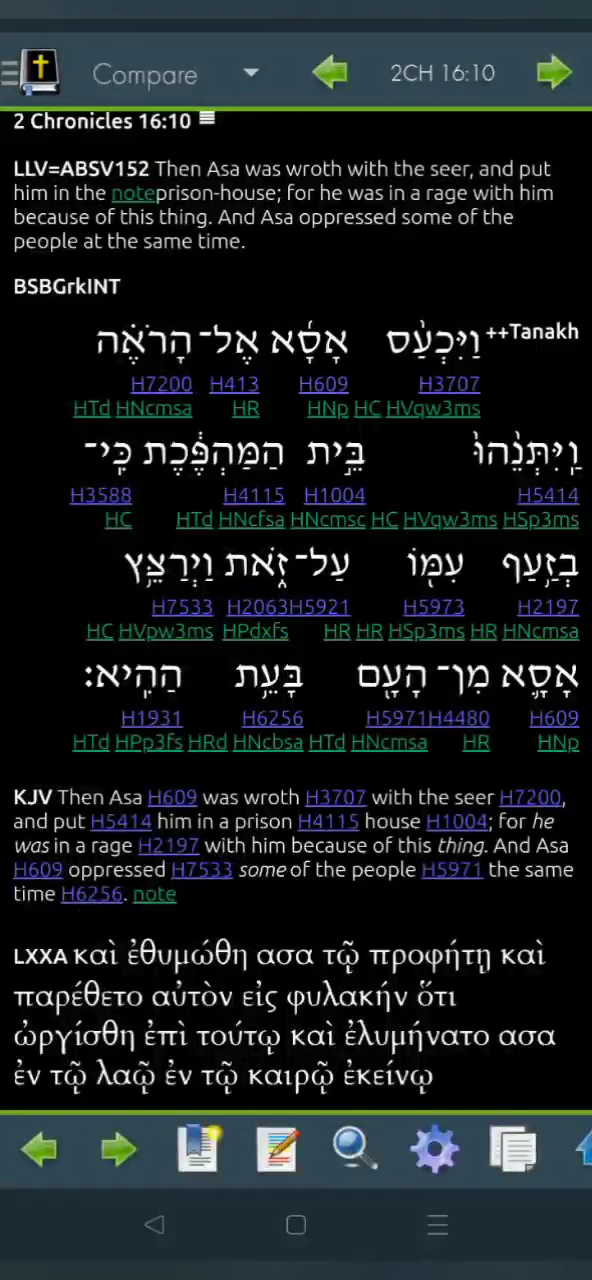 Compare
2CH 16:10
2 Chronicles 16:10
LLV=ABSV152 Then Asa was wroth with the seer, and put
him in the noteprison-house; for he was in a rage with him
because of this thing. And Asa oppressed some of the
people at the same time.
BSBGrkINT
++Tanakh וַיִּכְעַ֨ס אָסָ֜א אֶל־ הָרֹאֶ֗ה
H7200 H413 H609 H3707
HTd HNcmsa HR HNp HC HVqw3ms
וַֽיִּתְּנֵ֙הוּ֙ בֵּ֣ית הַמַּהְפֶּ֔כֶת כִּֽי־
H3588 H4115 H1004 H5414
HC HTd HNcfsa HNcmsc HC HVqw3ms HSp3ms
בְזַ֥עַף עִמּ֖וֹ עַל־ זֹ֑את וַיְרַצֵּ֥ץ
H7533 H2063H5921 H5973 H2197
HC HVpw3ms HPdxfs HR HR HSp3ms HR HNcmsa
אָסָ֛א מִן־ הָעָ֖ם בָּעֵ֥ת הַהִֽיא׃
H1931 H6256 H5971H4480 H609
HTd HPp3fs HRd HNcbsa HTd HNcmsa HR HNp
KJV Then Asa H609 was wroth H3707 with the seer H7200,
and put H5414 him in a prison H4115 house H1004; for he
was in a rage H2197 with him because of this thing. And Asa
H609 oppressed H7533 some of the people H5971 the same
time H6256. note
LXXA καὶ ἐθυμώθη ασα τῷ προφήτῃ καὶ
παρέθετο αὐτὸν εἰς φυλακήν ὅτι
ὠργίσθη ἐπὶ τούτῳ καὶ ἐλυμήνατο ασα
ἐν τῷ λαῷ ἐν τῷ καιρῷ ἐκείνῳ